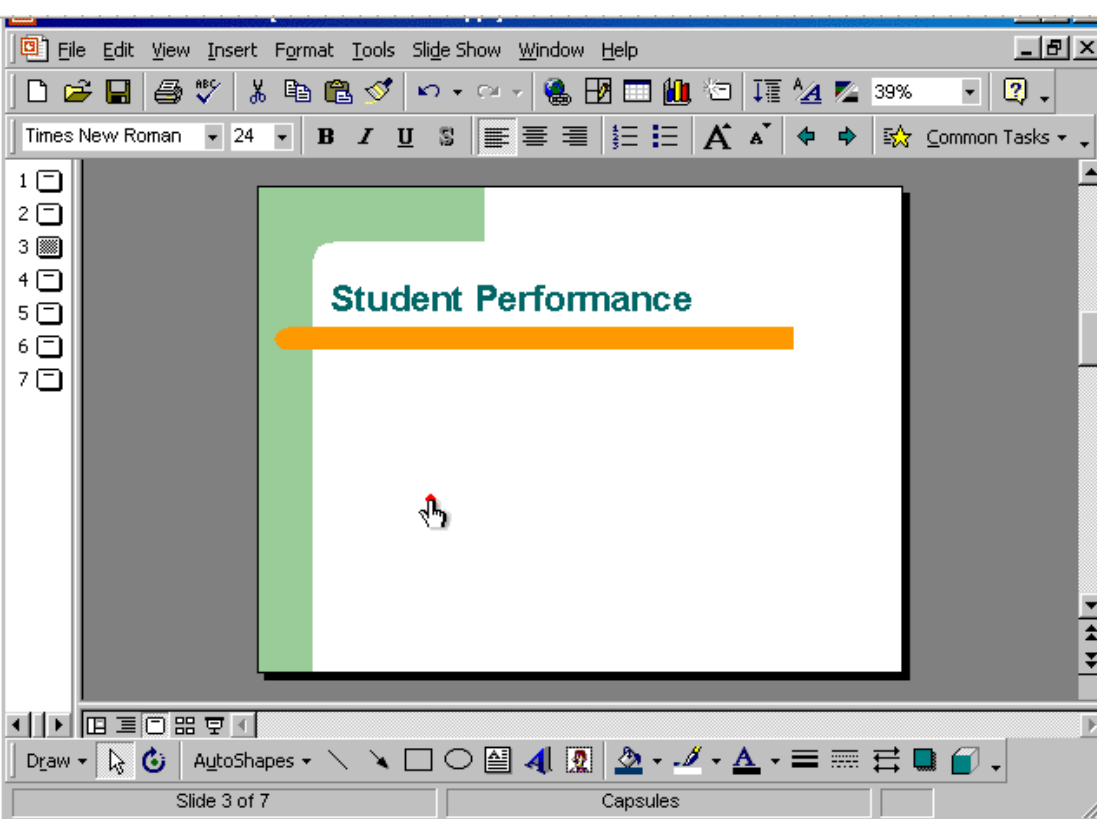 File Edit View Insert Format Tools Slide Show Window Help
ABC 39%
Times New Roman 24 B I U S A A Common Tasks
1
2
3
4
5
6
7
Student Performance
Draw AutoShapes A A
Slide 3 of 7 Capsules